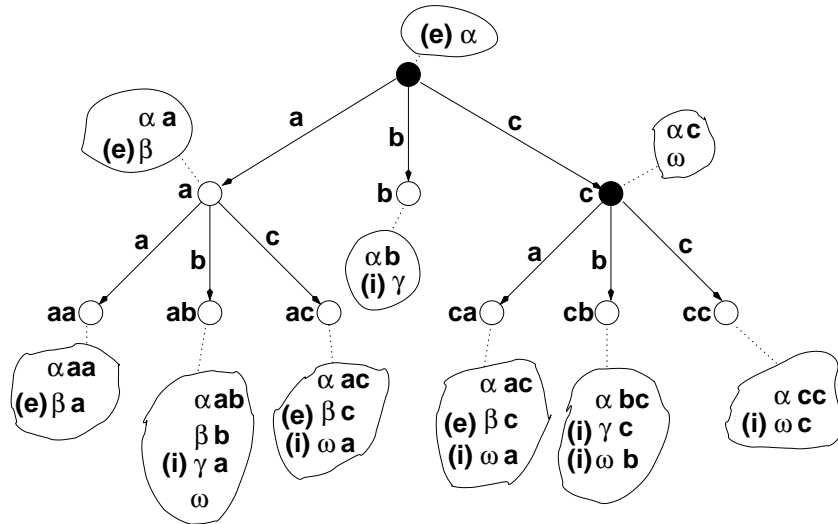 (e) α
a
b
c
α a
(e) β
α c
ω
a
b
c
α b
(i) γ
a
b
c
a
b
c
aa
ab
ac
ca
cb
cc
α aa
(e) β a
α ab
β b
(i) γ a
ω
α ac
(e) β c
(i) ω a
α ac
(e) β c
(i) ω a
α bc
(i) γ c
(i) ω b
α cc
(i) ω c